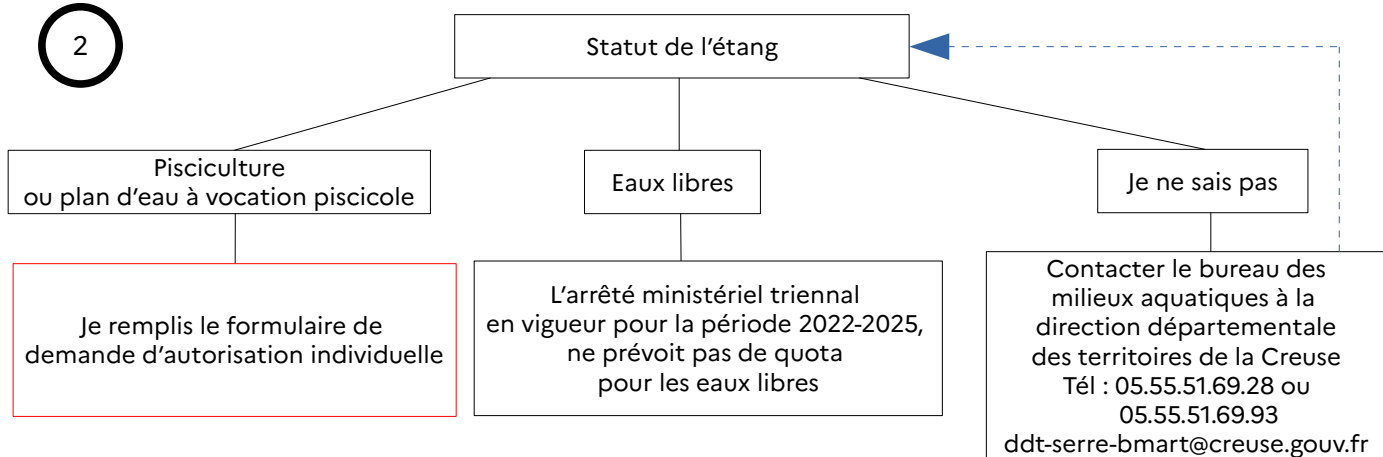 2
Statut de l’étang
Pisciculture
ou plan d’eau à vocation piscicole
Eaux libres
Je ne sais pas
Je remplis le formulaire de
demande d’autorisation individuelle
L’arrêté ministériel triennal
en vigueur pour la période 2022-2025,
ne prévoit pas de quota
pour les eaux libres
Contacter le bureau des
milieux aquatiques à la
direction départementale
des territoires de la Creuse
Tél : 05.55.51.69.28 ou
05.55.51.69.93
ddt-serre-bmart@creuse.gouv.fr